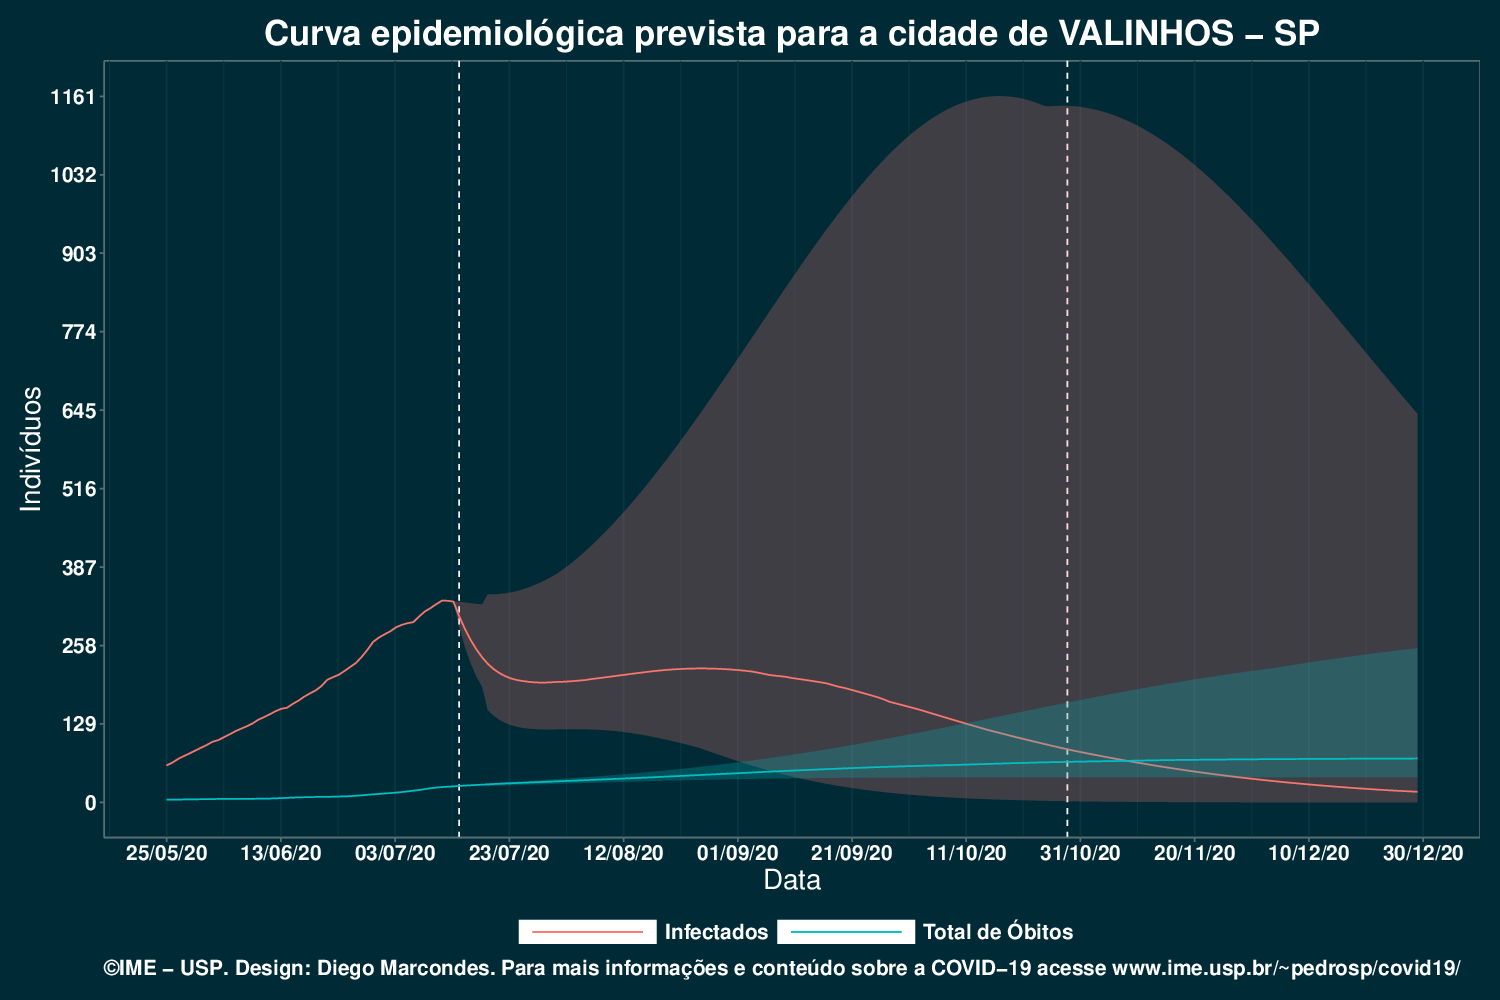 Curva epidemiológica prevista para a cidade de VALINHOS – SP
1161
1032
903
774
645
516
387
258
129
0
Indivíduos
25/05/20 13/06/20 03/07/20 23/07/20 12/08/20 01/09/20 21/09/20 11/10/20 31/10/20 20/11/20 10/12/20 30/12/20
Data
Infectados Total de Óbitos
©IME – USP. Design: Diego Marcondes. Para mais informações e conteúdo sobre a COVID–19 acesse www.ime.usp.br/~pedrosp/covid19/